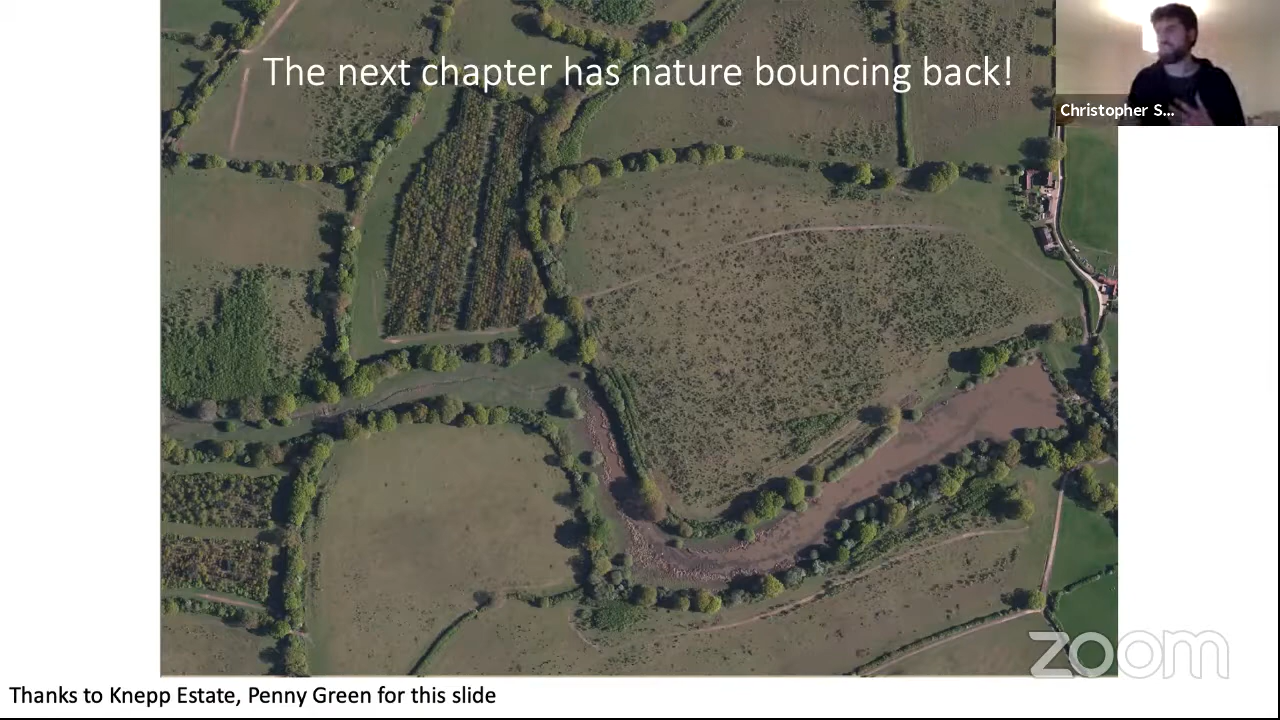 The next chapter has nature bouncing back!
Christopher S...
zoom
Thanks to Knepp Estate, Penny Green for this slide